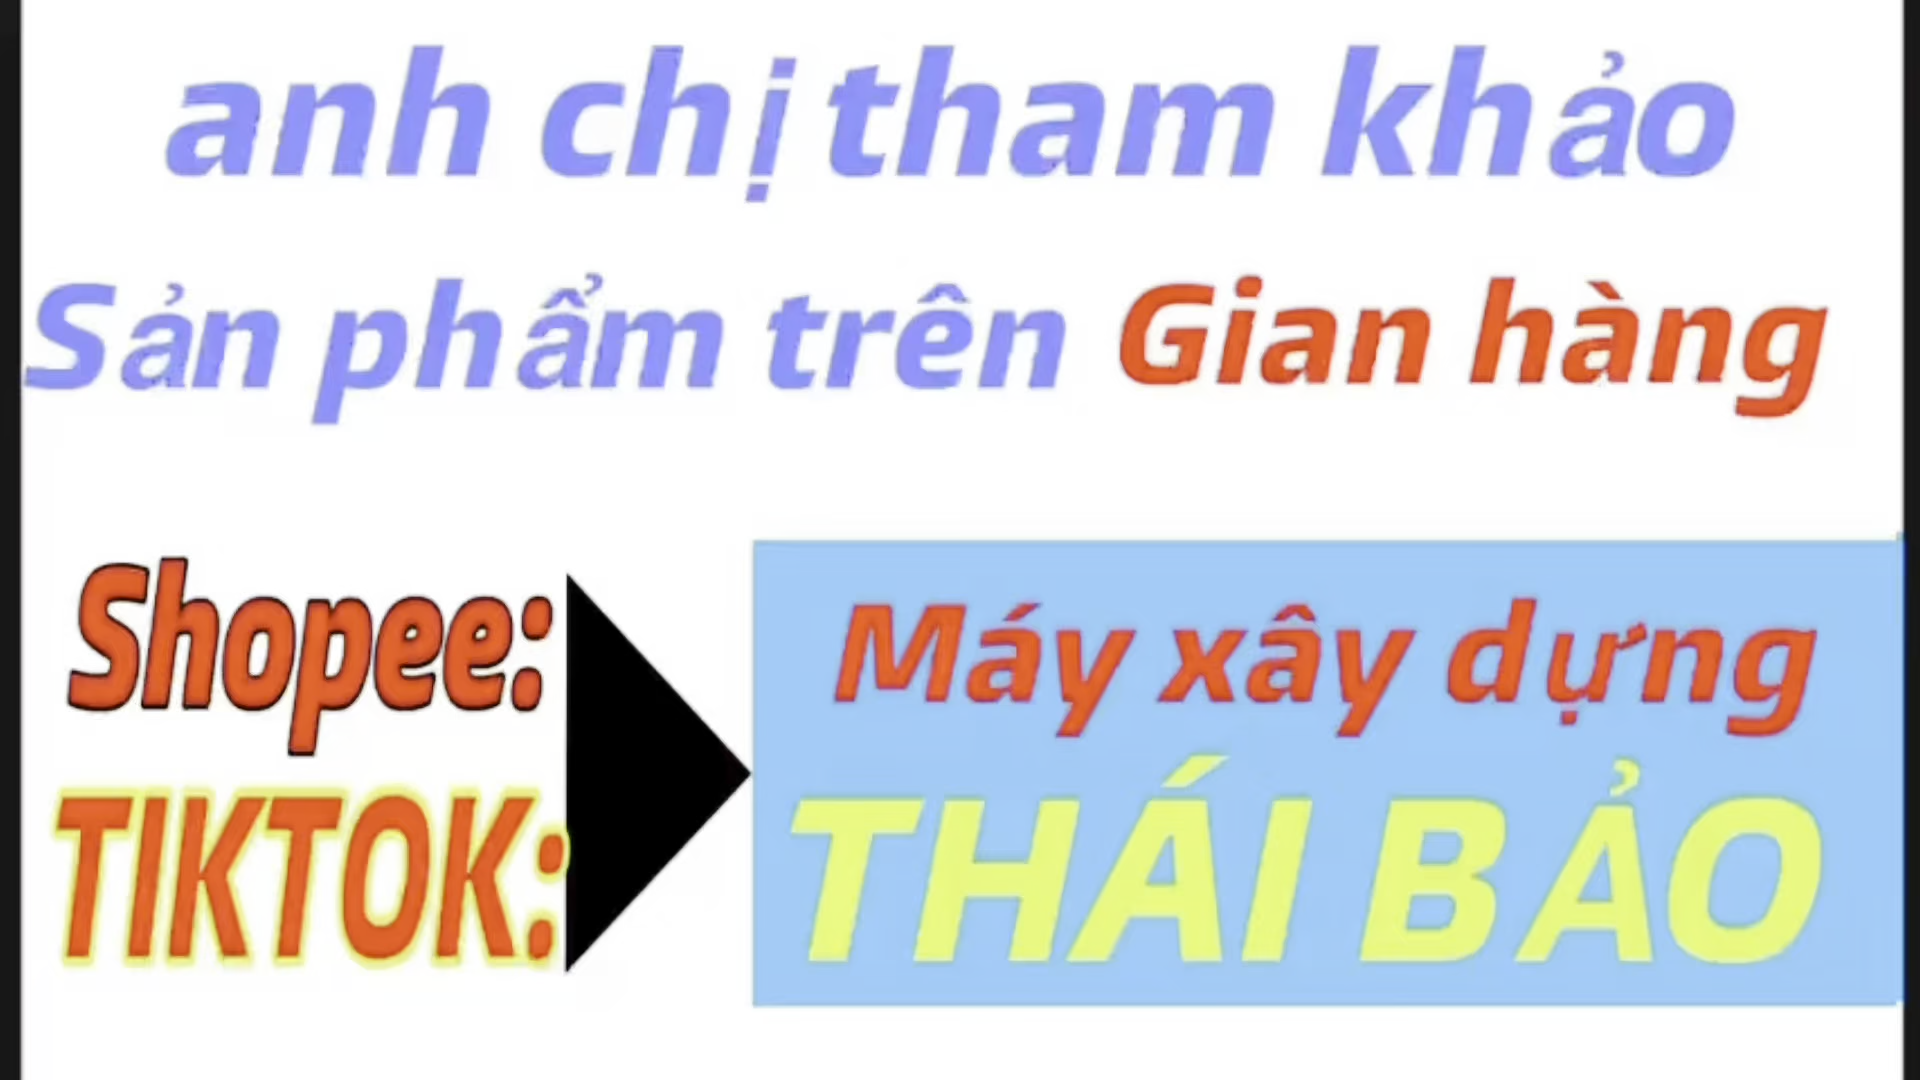 anh chị tham khảo
Sản phẩm trên Gian hàng
Shopee:
TIKTOK:
Máy xây dựng
THÁI BẢO